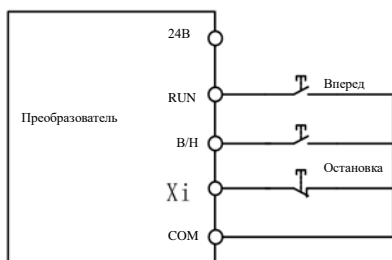 24В
RUN
Вперед
Преобразователь
В/Н
Остановка
Xi
COM